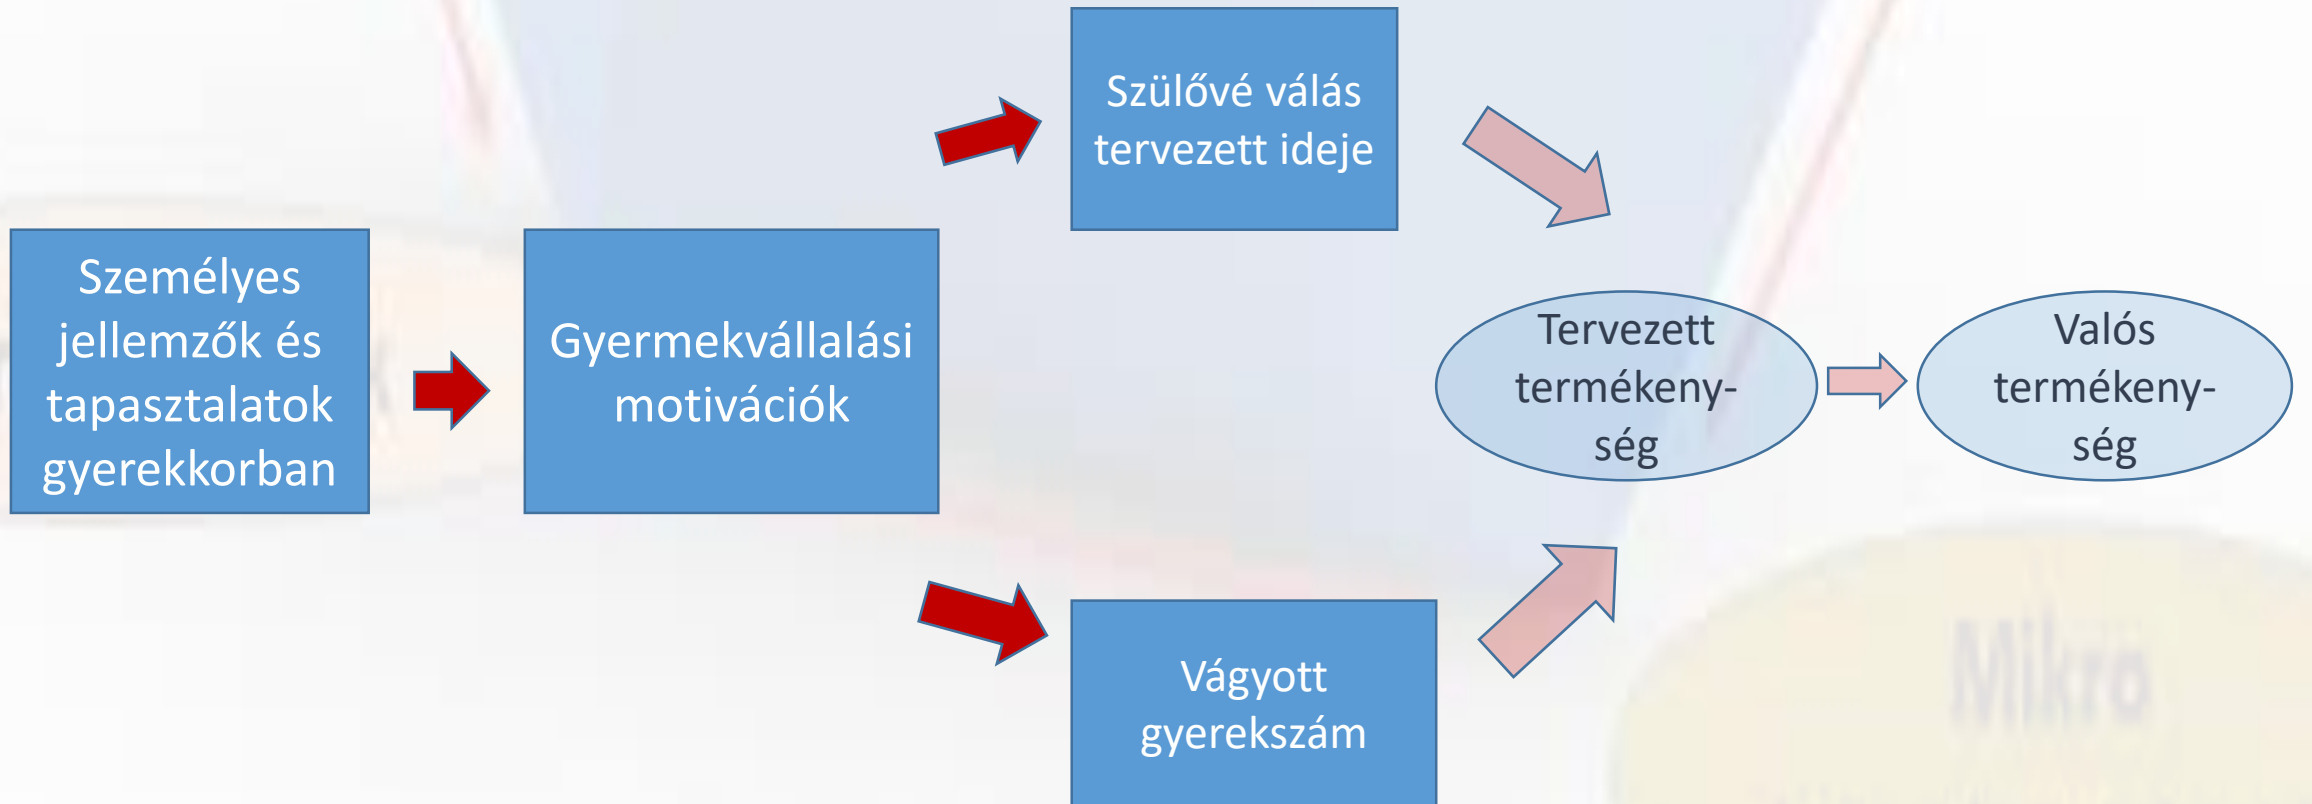 Személyes
jellemzők és
tapasztalatok
gyerekkorban
Gyermekvállalási
motivációk
Szülővé válás
tervezett ideje
Vágyott
gyerekszám
Tervezett
termékeny-
ség
Valós
termékeny-
ség
Mikro